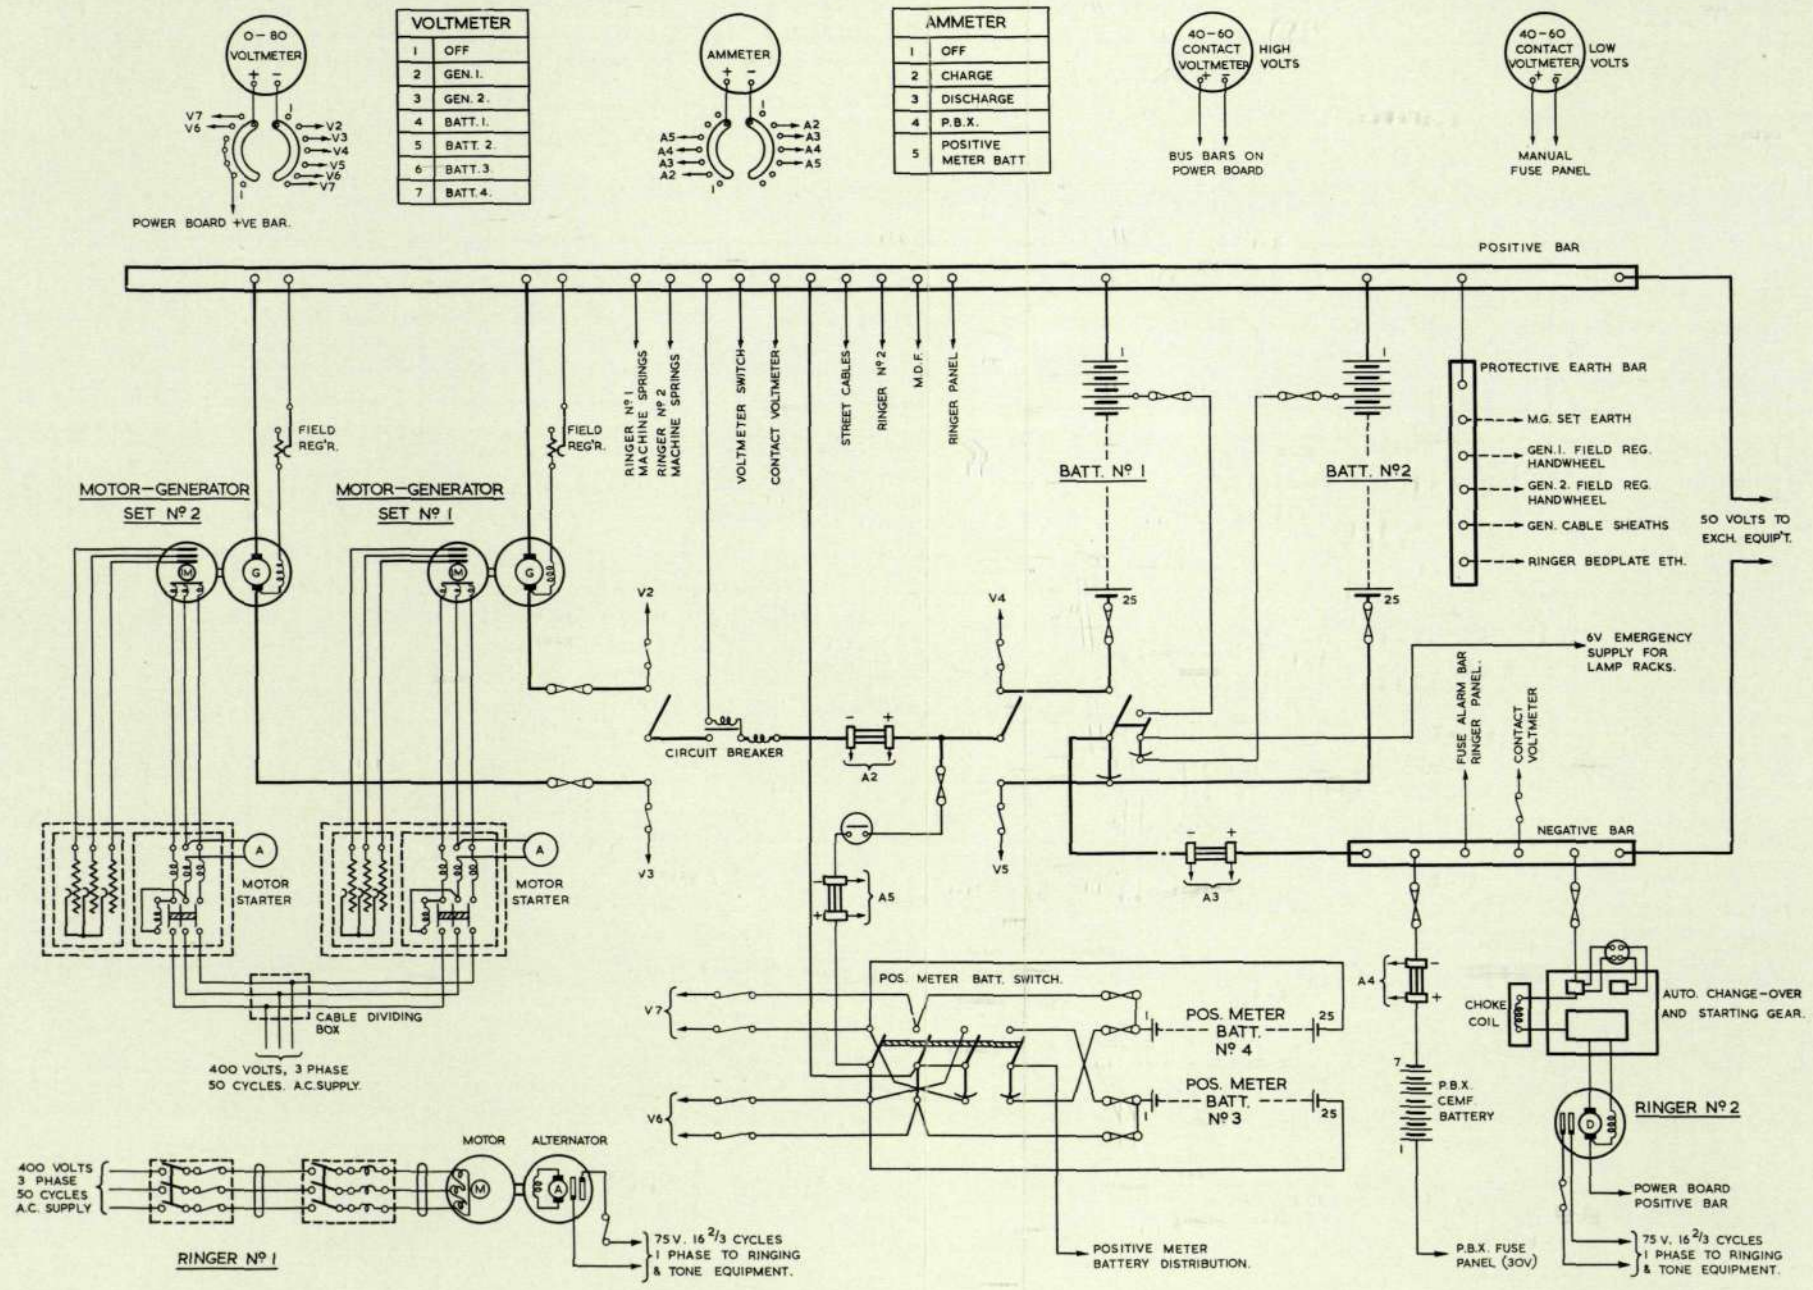 0-80
VOLTMETER
+ -
V7
V6
1
V2
V3
V4
V5
V6
V7
1
POWER BOARD +VE BAR.
VOLTMETER
1 OFF
2 GEN.1.
3 GEN. 2.
4 BATT. 1.
5 BATT. 2.
6 BATT. 3.
7 BATT. 4.
AMMETER
+ -
1
A5
A4
A3
A2
A2
A3
A4
A5
1
AMMETER
1 OFF
2 CHARGE
3 DISCHARGE
4 P.B.X.
5 POSITIVE
METER BATT
40-60
CONTACT
VOLTMETER
+ -
HIGH
VOLTS
BUS BARS ON
POWER BOARD
40-60
CONTACT
VOLTMETER
+ -
LOW
VOLTS
MANUAL
FUSE PANEL
POSITIVE BAR
FIELD
REG'R.
FIELD
REG'R.
RINGER Nº 1
MACHINE SPRINGS
RINGER Nº 2
MACHINE SPRINGS
VOLTMETER SWITCH
CONTACT VOLTMETER
STREET CABLES
RINGER Nº2
M.D.F.
RINGER PANEL
1
BATT. Nº 1
25
1
BATT. Nº2
25
PROTECTIVE EARTH BAR
M.G. SET EARTH
GEN.1. FIELD REG.
HANDWHEEL
GEN.2. FIELD REG.
HANDWHEEL
GEN. CABLE SHEATHS
RINGER BEDPLATE ETH.
50 VOLTS TO
EXCH. EQUIP'T.
MOTOR-GENERATOR
SET Nº 2
M
G
MOTOR-GENERATOR
SET Nº 1
M
G
V2
V3
CIRCUIT BREAKER
- +
A2
V4
V5
6V EMERGENCY
SUPPLY FOR
LAMP RACKS.
FUSE ALARM BAR
RINGER PANEL.
CONTACT
VOLTMETER
NEGATIVE BAR
- +
A3
A
MOTOR
STARTER
A
MOTOR
STARTER
CABLE DIVIDING
BOX
400 VOLTS, 3 PHASE
50 CYCLES. A.C. SUPPLY.
-
+
A5
POS. METER BATT. SWITCH.
V7
V6
1
POS. METER
BATT.
Nº 4
25
1
POS. METER
BATT.
Nº 3
25
POSITIVE METER
BATTERY DISTRIBUTION.
A4
-
+
7
P.B.X.
CEMF.
BATTERY
1
P.B.X. FUSE
PANEL (30V)
CHOKE
COIL
AUTO. CHANGE-OVER
AND STARTING GEAR.
D
RINGER Nº 2
POWER BOARD
POSITIVE BAR
75 V. 16 2/3 CYCLES
1 PHASE TO RINGING
& TONE EQUIPMENT.
400 VOLTS
3 PHASE
50 CYCLES
A.C. SUPPLY
MOTOR
M
ALTERNATOR
A
75 V. 16 2/3 CYCLES
1 PHASE TO RINGING
& TONE EQUIPMENT.
RINGER Nº 1